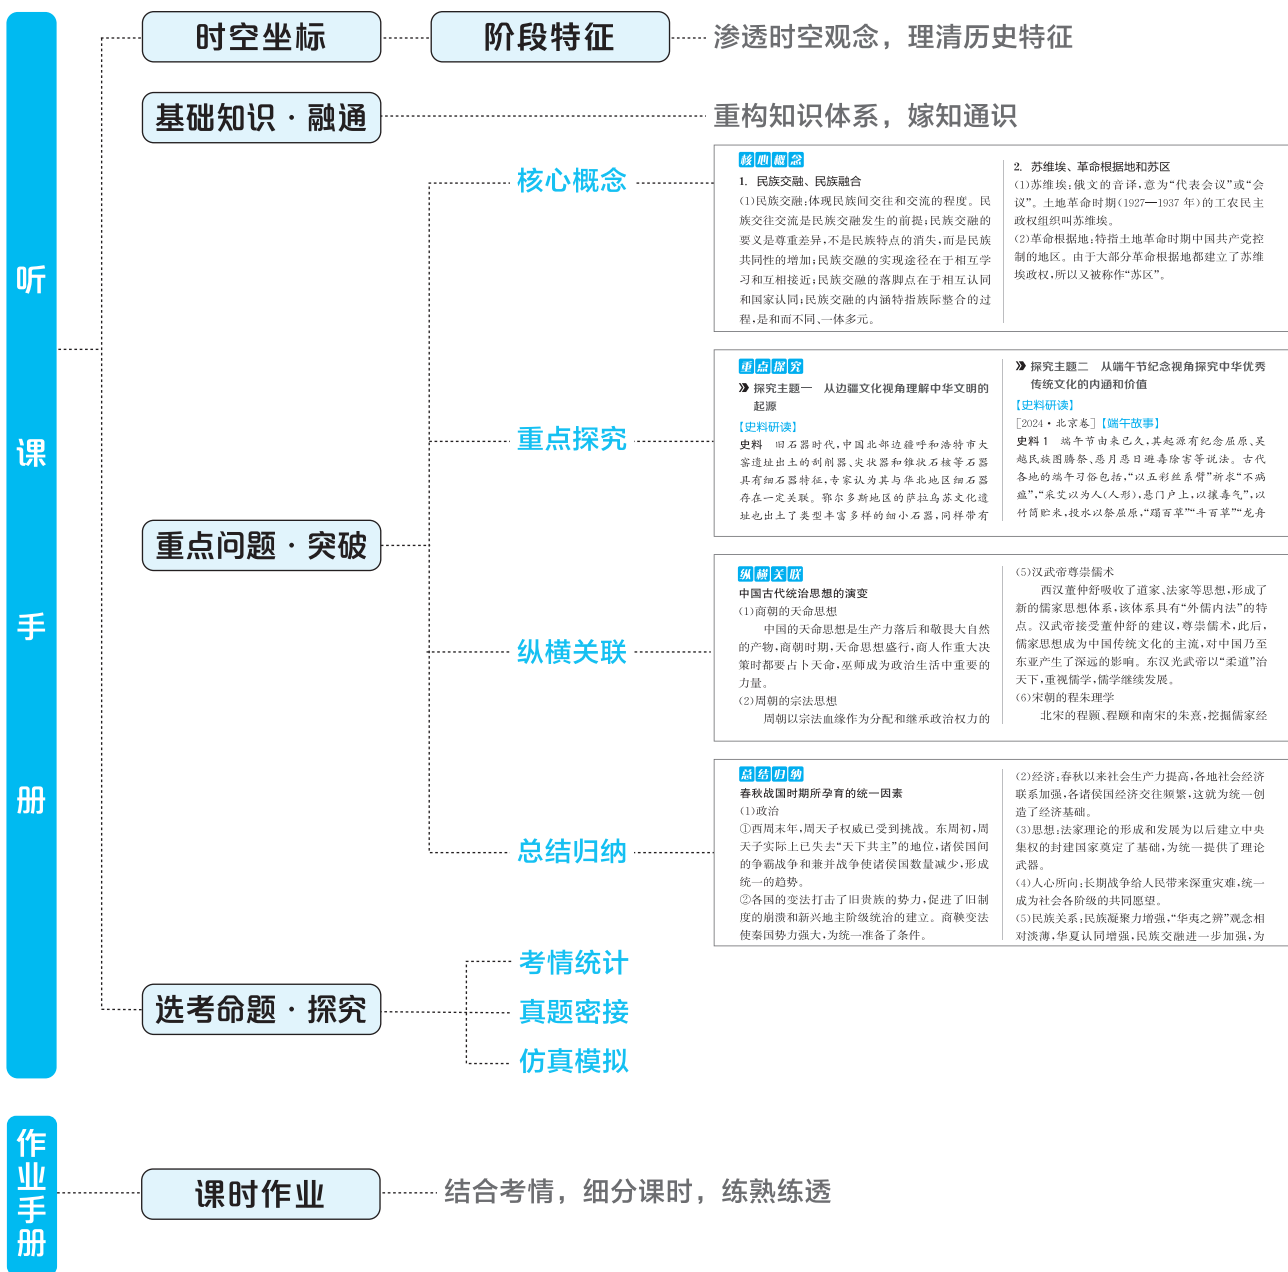 听课手册
时空坐标
阶段特征
渗透时空观念，理清历史特征
基础知识·融通
重构知识体系，嫁知通识
重点问题·突破
核心概念
核心概念
1. 民族交融、民族融合
(1)民族交融：体现民族间交往和交流的程度。民
族交往交流是民族交融发生的前提；民族交融的
要义是尊重差异，不是民族特点的消失，而是民族
共同性的增加；民族交融的实现途径在于相互学
习和互相接近；民族交融的落脚点在于相互认同
和国家认同；民族交融的内涵特指族际整合的过
程，是和而不同、一体多元。
2. 苏维埃、革命根据地和苏区
(1)苏维埃：俄文的音译，意为“代表会议”或“会
议”。土地革命时期(1927—1937 年)的工农民主
政权组织叫苏维埃。
(2)革命根据地：特指土地革命时期中国共产党控
制的地区。由于大部分革命根据地都建立了苏维
埃政权，所以又被称作“苏区”。
重点探究
重点探究
探究主题一 从边疆文化视角理解中华文明的
起源
【史料研读】
史料 旧石器时代，中国北部边疆呼和浩特市大
窑遗址出土的刮削器、尖状器和锥状石核等石器
具有细石器特征，专家认为其与华北地区细石器
存在一定关联。鄂尔多斯地区的萨拉乌苏文化遗
址也出土了类型丰富多样的细小石器，同样带有
探究主题二 从端午节纪念视角探究中华优秀
传统文化的内涵和价值
【史料研读】
[2024·北京卷]【端午故事】
史料 1 端午节由来已久，其起源有纪念屈原、吴
越民族图腾祭、恶月恶日避毒除害等说法。古代
各地的端午习俗包括，“以五彩丝系臂”祈求“不病
瘟”，“采艾以为人(人形)，悬门户上，以禳毒气”，以
竹筒贮米，投水以祭屈原，“蹋百草”“斗百草”“龙舟
纵横关联
纵横关联
中国古代统治思想的演变
(1)商朝的天命思想
中国的天命思想是生产力落后和敬畏大自然
的产物，商朝时期，天命思想盛行，商人作重大决
策时都要占卜天命，巫师成为政治生活中重要的
力量。
(2)周朝的宗法思想
周朝以宗法血缘作为分配和继承政治权力的
(5)汉武帝尊崇儒术
西汉董仲舒吸收了道家、法家等思想，形成了
新的儒家思想体系，该体系具有“外儒内法”的特
点。汉武帝接受董仲舒的建议，尊崇儒术，此后，
儒家思想成为中国传统文化的主流，对中国乃至
东亚产生了深远的影响。东汉光武帝以“柔道”治
天下，重视儒学，儒学继续发展。
(6)宋朝的程朱理学
北宋的程颢、程颐和南宋的朱熹，挖掘儒家经
总结归纳
总结归纳
春秋战国时期所孕育的统一因素
(1)政治
①西周末年，周天子权威已受到挑战。东周初，周
天子实际上已失去“天下共主”的地位，诸侯国间
的争霸战争和兼并战争使诸侯国数量减少，形成
统一的趋势。
②各国的变法打击了旧贵族的势力，促进了旧制
度的崩溃和新兴地主阶级统治的建立。商鞅变法
使秦国势力强大，为统一准备了条件。
(2)经济：春秋以来社会生产力提高，各地社会经济
联系加强，各诸侯国经济交往频繁，这就为统一创
造了经济基础。
(3)思想：法家理论的形成和发展为以后建立中央
集权的封建国家奠定了基础，为统一提供了理论
武器。
(4)人心所向：长期战争给人民带来深重灾难，统一
成为社会各阶级的共同愿望。
(5)民族关系：民族凝聚力增强，“华夷之辨”观念相
对淡薄，华夏认同增强，民族交融进一步加强，为
选考命题·探究
考情统计
真题密接
仿真模拟
作业手册
课时作业
结合考情，细分课时，练熟练透